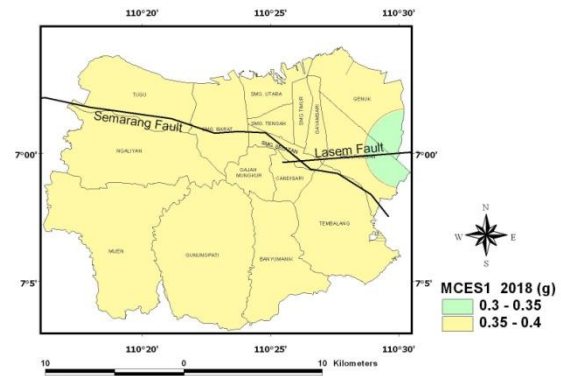 110°20' 110°25' 110°30'
TUGU
SMG. UTARA
GENUK
SMG. TIMUR
GAYAMSARI
Semarang Fault
SMG. BARAT
SMG. TENGAH
SMG. SELATAN
Lasem Fault
7°00' 7°00'
NGALIYAN
GAJAH MUNGKUR
CANDISARI
TEMBALANG
MIJEN
GUNUNGPATI
BANYUMANIK
7°5' 7°5'
N
W E
S
MCES1 2018 (g)
0.3 - 0.35
0.35 - 0.4
110°20' 110°25' 110°30'
10 0 10 Kilometers